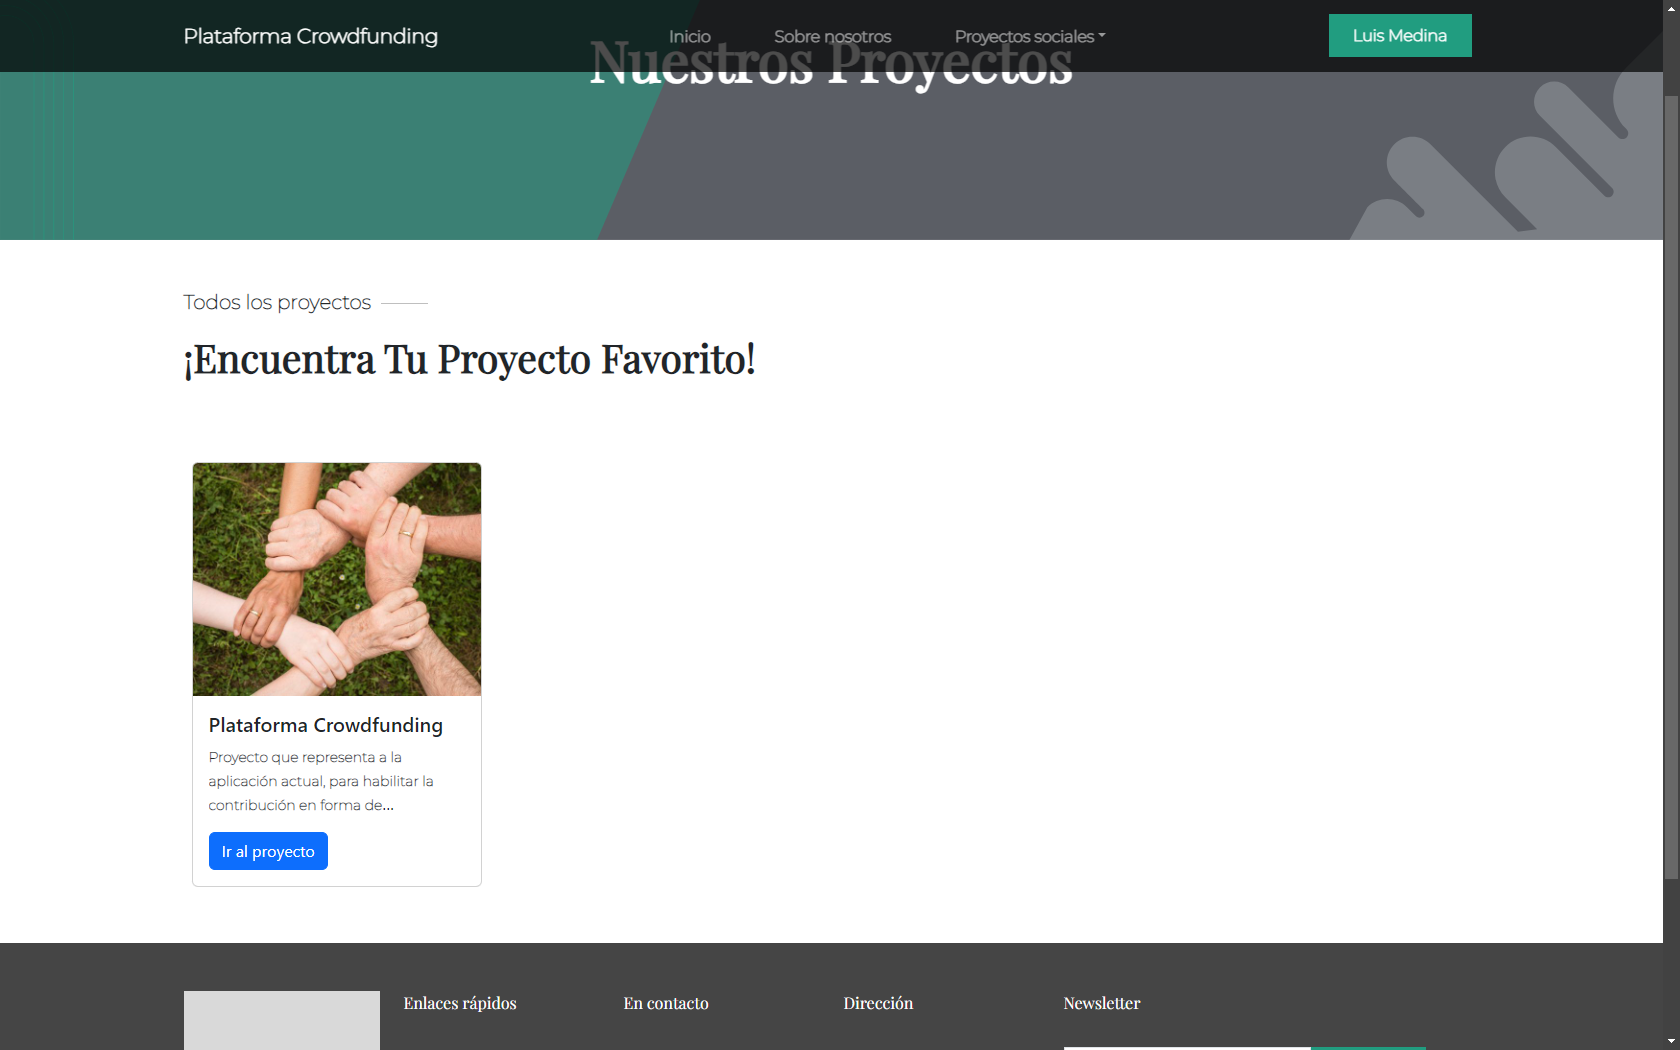 Plataforma Crowdfunding
Inicio
Sobre nosotros
Proyectos sociales
Luis Medina
Nuestros Proyectos
Todos los proyectos
¡Encuentra Tu Proyecto Favorito!
Plataforma Crowdfunding
Proyecto que representa a la
aplicación actual, para habilitar la
contribución en forma de...
Ir al proyecto
Enlaces rápidos
En contacto
Dirección
Newsletter